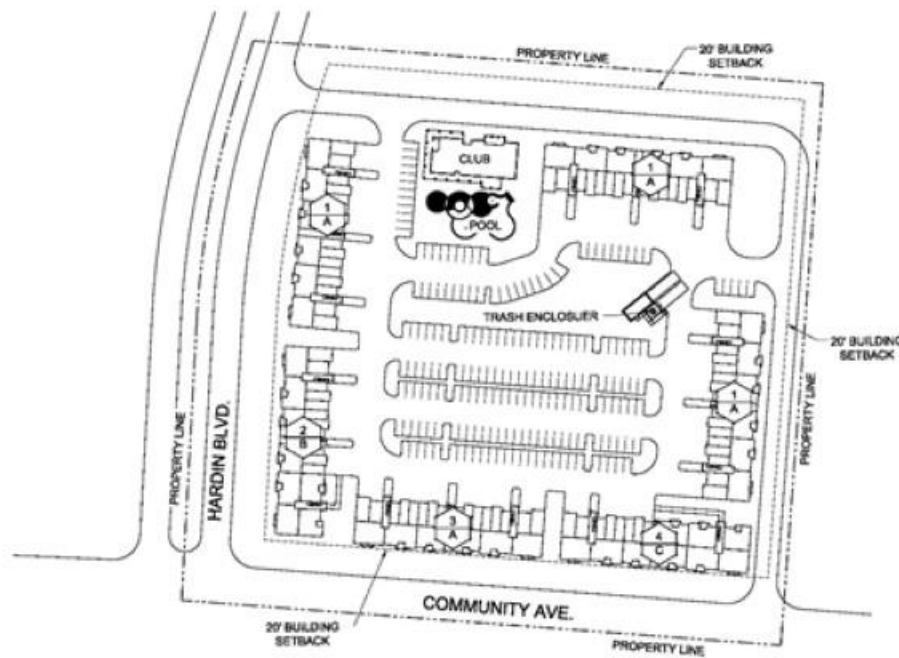 20' BUILDING
SETBACK
PROPERTY LINE
CLUB
1
A
1
A
POOL
TRASH ENCLOSUER
20' BUILDING
SETBACK
1
A
PROPERTY LINE
2
B
PROPERTY LINE
HARDIN BLVD.
3
A
4
C
COMMUNITY AVE.
20' BUILDING
SETBACK
PROPERTY LINE